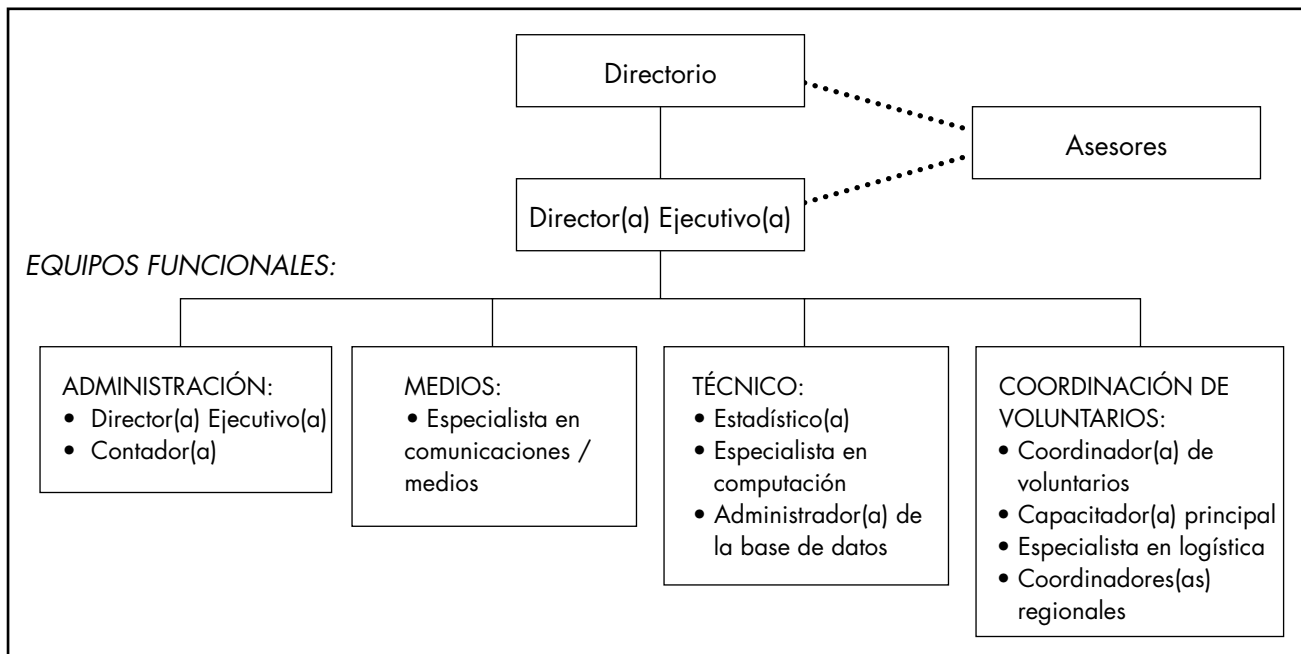 Directorio
Asesores
Director(a) Ejecutivo(a)
EQUIPOS FUNCIONALES:
ADMINISTRACIÓN:
• Director(a) Ejecutivo(a)
• Contador(a)
MEDIOS:
• Especialista en
comunicaciones /
medios
TÉCNICO:
• Estadístico(a)
• Especialista en
computación
• Administrador(a) de
la base de datos
COORDINACIÓN DE
VOLUNTARIOS:
• Coordinador(a) de
voluntarios
• Capacitador(a) principal
• Especialista en logística
• Coordinadores(as)
regionales